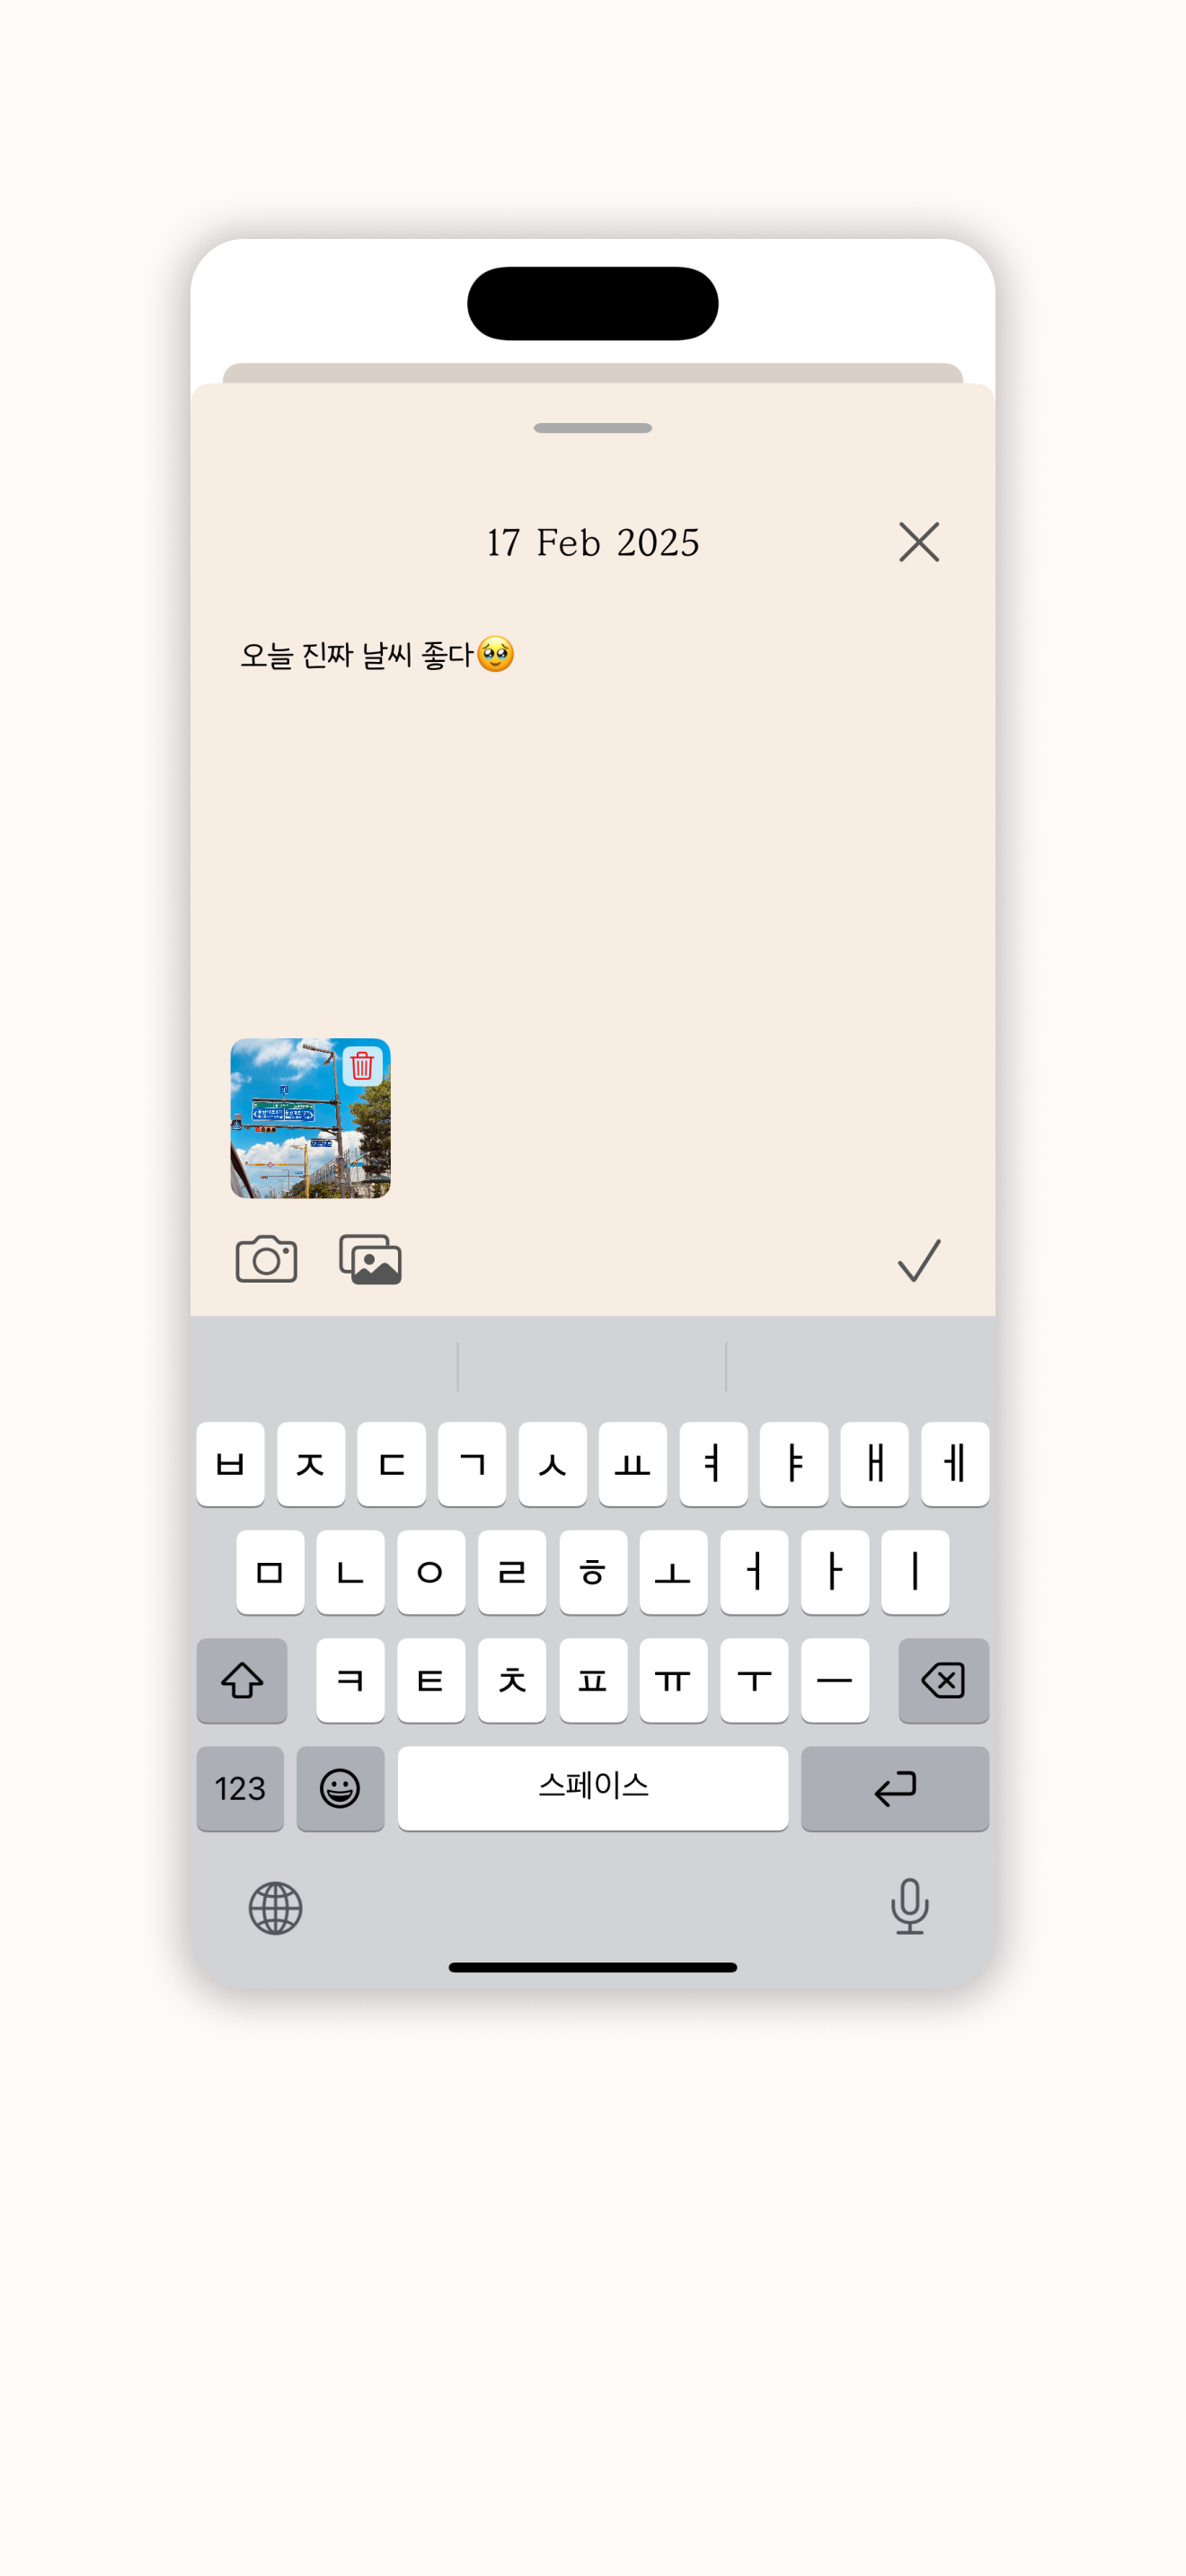 17 Feb 2025
오늘 진짜 날씨 좋다🥹
ㅂ ㅈ ㄷ ㄱ ㅅ ㅛ ㅕ ㅑ ㅐ ㅔ
ㅁ ㄴ ㅇ ㄹ ㅎ ㅗ ㅓ ㅏ ㅣ
ㅋ ㅌ ㅊ ㅍ ㅠ ㅜ ㅡ
123 스페이스